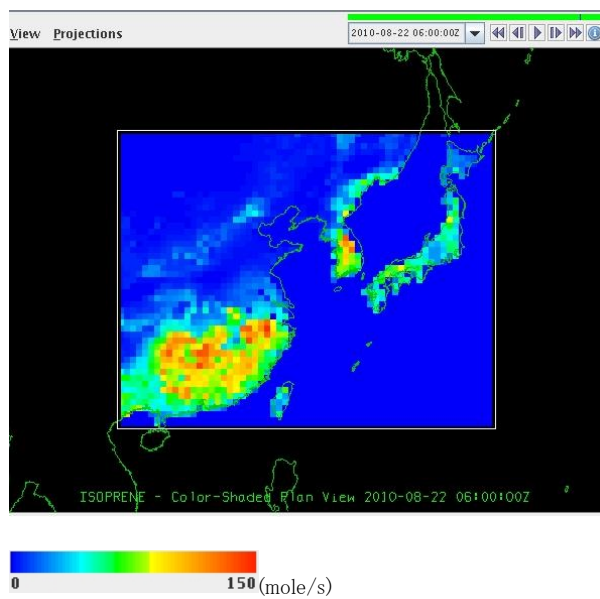 View Projections
2010-08-22 06:00:00Z
ISOPRENE - Color-Shaded Plan View 2010-08-22 06:00:00Z
0 150 (mole/s)